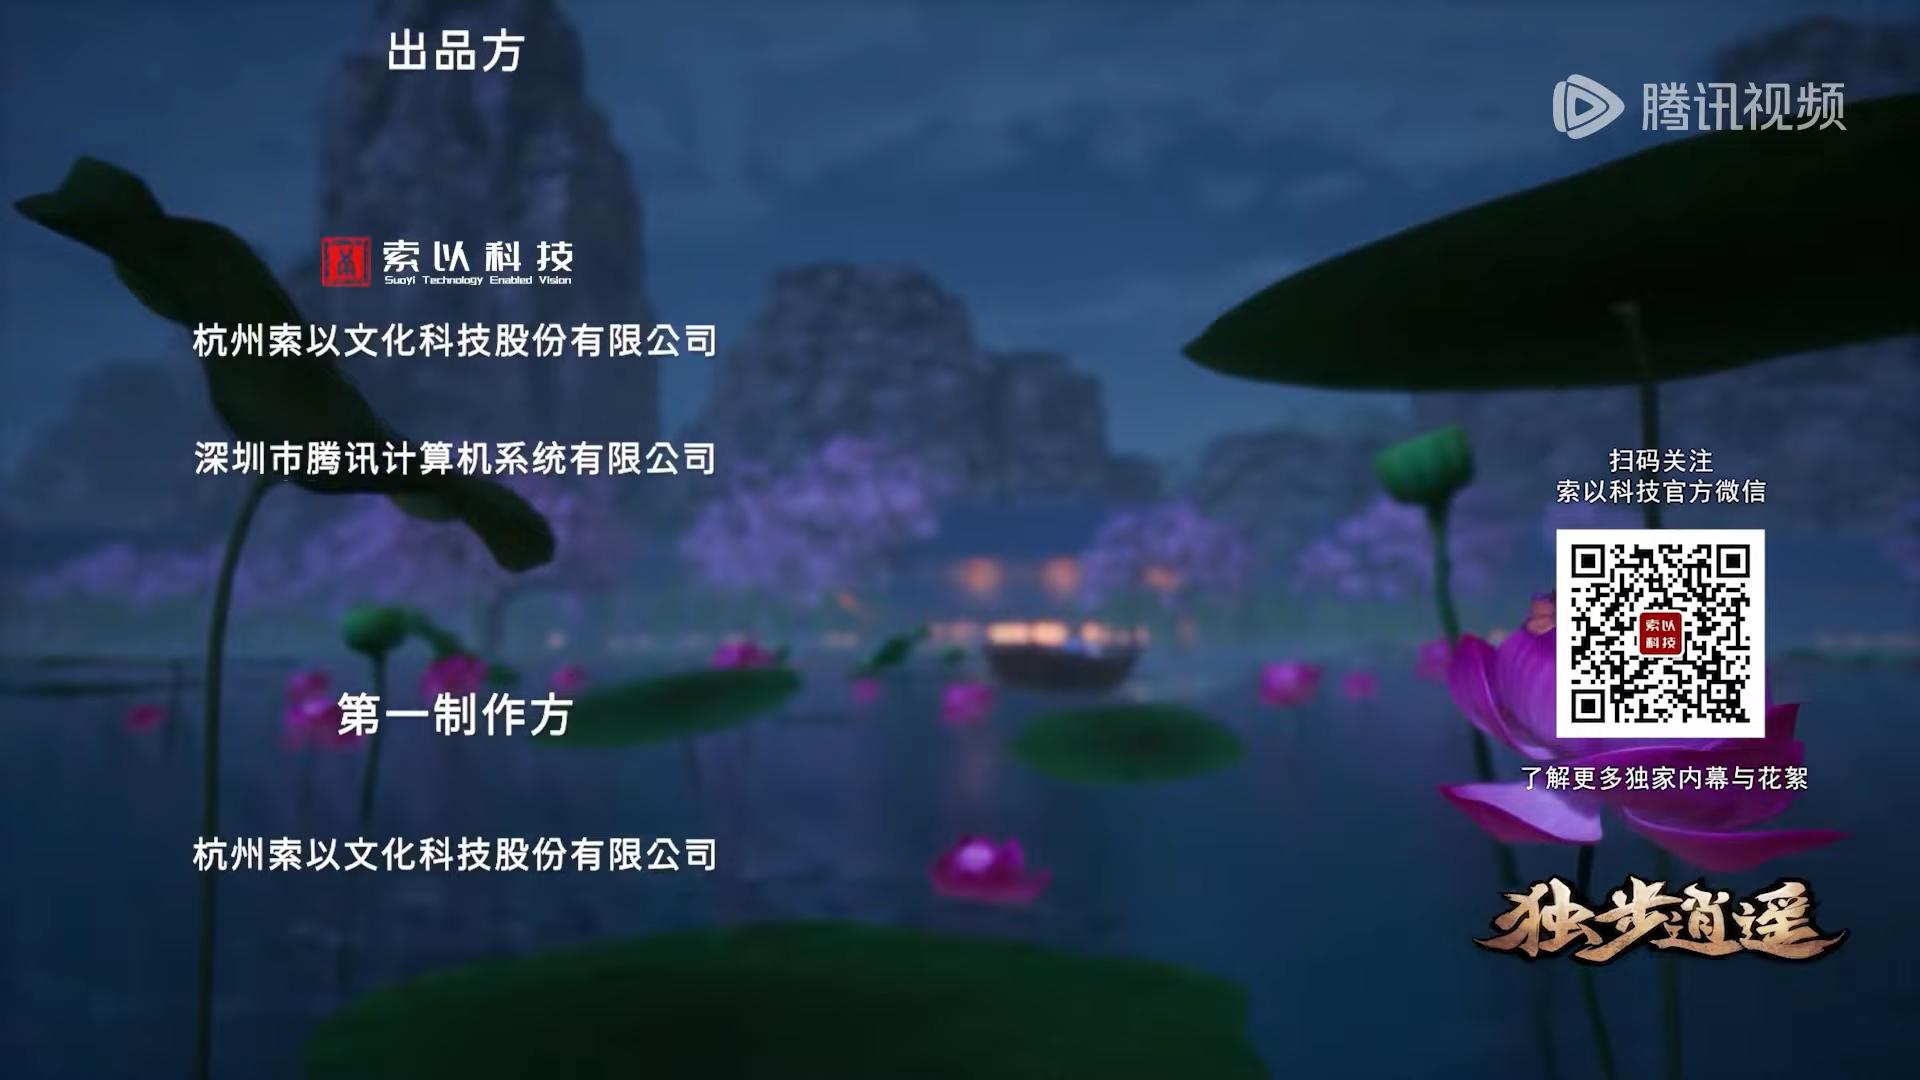 出品方
腾讯视频
索以科技
Suoyi Technology Enabled Vision
杭州索以文化科技股份有限公司
深圳市腾讯计算机系统有限公司
扫码关注
索以科技官方微信
索以
科技
了解更多独家内幕与花絮
第一制作方
杭州索以文化科技股份有限公司
独步逍遥